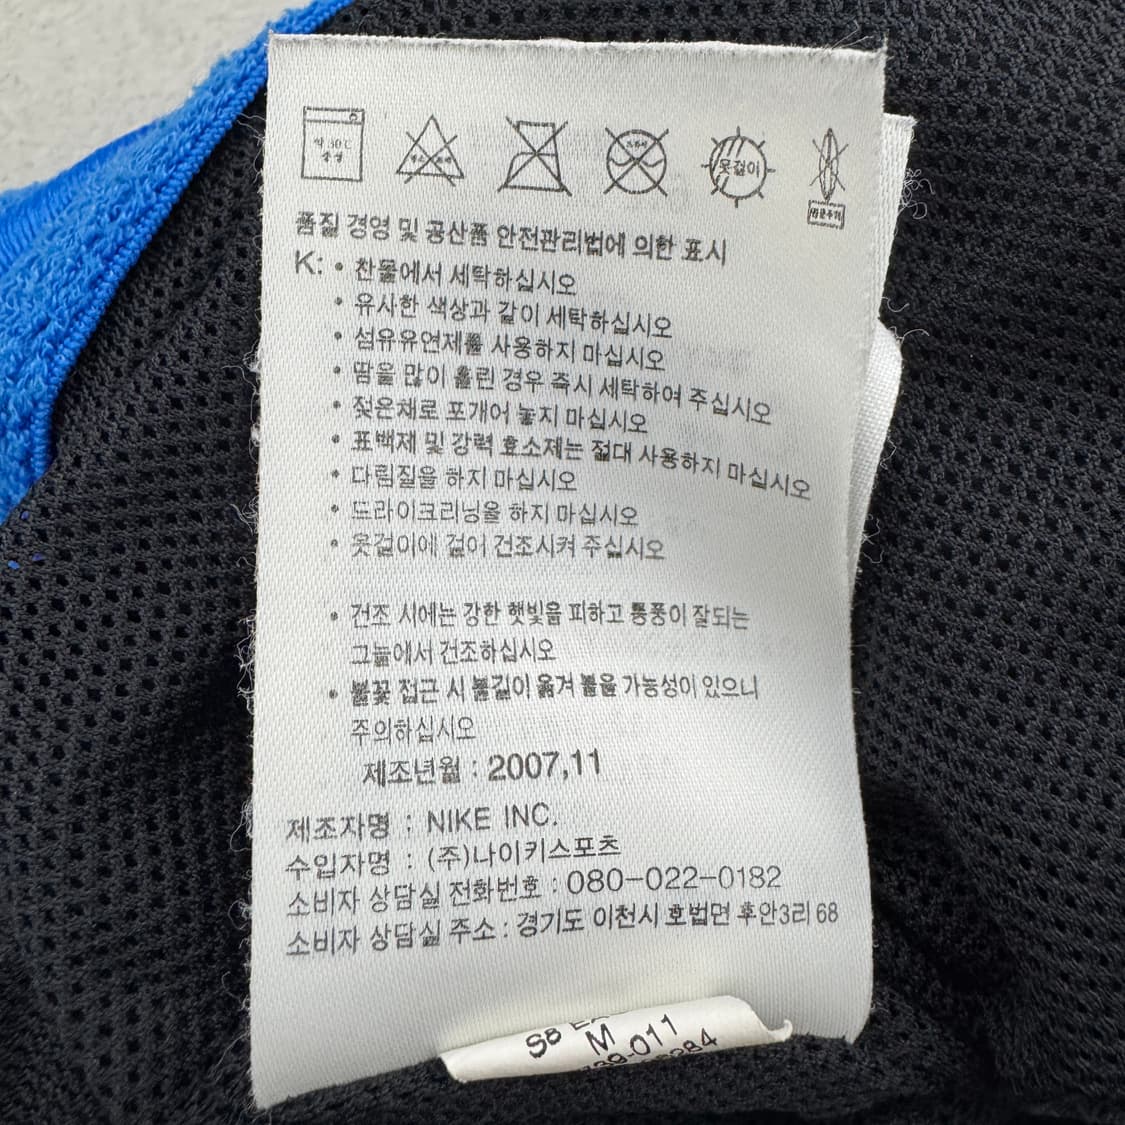 약 30℃
중성
옷걸이
품질 경영 및 공산품 안전관리법에 의한 표시
K: • 찬물에서 세탁하십시오
• 유사한 색상과 같이 세탁하십시오
• 섬유유연제를 사용하지 마십시오
• 땀을 많이 흘린 경우 즉시 세탁하여 주십시오
• 젖은채로 포개어 놓지 마십시오
• 표백제 및 강력 효소제는 절대 사용하지 마십시오
• 다림질을 하지 마십시오
• 드라이크리닝을 하지 마십시오
• 옷걸이에 걸어 건조시켜 주십시오
• 건조 시에는 강한 햇빛을 피하고 통풍이 잘되는
그늘에서 건조하십시오
• 불꽃 접근 시 불길이 옮겨 붙을 가능성이 있으니
주의하십시오
제조년월 : 2007,11
제조자명 : NIKE INC.
수입자명 : (주)나이키스포츠
소비자 상담실 전화번호 : 080-022-0182
소비자 상담실 주소 : 경기도 이천시 호법면 후안3리 68
M